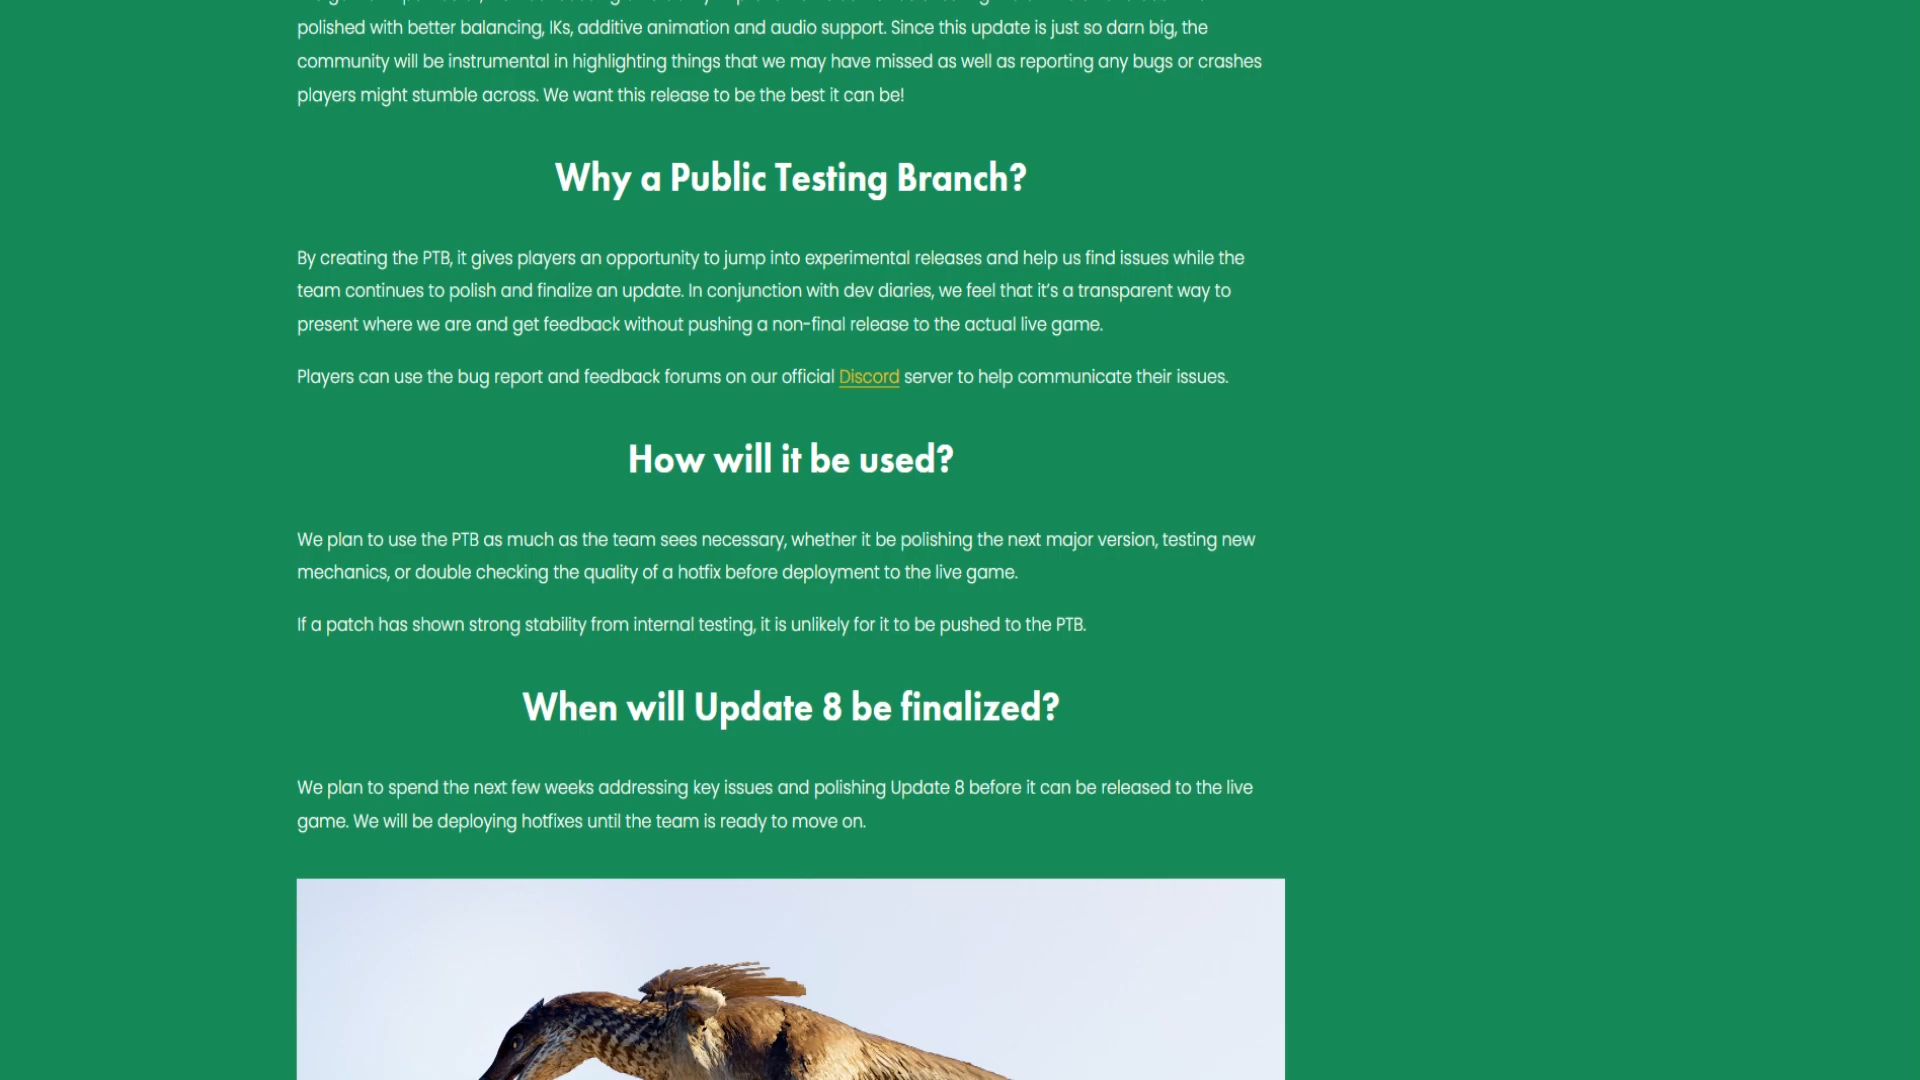 polished with better balancing, IKs, additive animation and audio support. Since this update is just so darn big, the
community will be instrumental in highlighting things that we may have missed as well as reporting any bugs or crashes
players might stumble across. We want this release to be the best it can be!
Why a Public Testing Branch?
By creating the PTB, it gives players an opportunity to jump into experimental releases and help us find issues while the
team continues to polish and finalize an update. In conjunction with dev diaries, we feel that it's a transparent way to
present where we are and get feedback without pushing a non-final release to the actual live game.
Players can use the bug report and feedback forums on our official Discord server to help communicate their issues.
How will it be used?
We plan to use the PTB as much as the team sees necessary, whether it be polishing the next major version, testing new
mechanics, or double checking the quality of a hotfix before deployment to the live game.
If a patch has shown strong stability from internal testing, it is unlikely for it to be pushed to the PTB.
When will Update 8 be finalized?
We plan to spend the next few weeks addressing key issues and polishing Update 8 before it can be released to the live
game. We will be deploying hotfixes until the team is ready to move on.